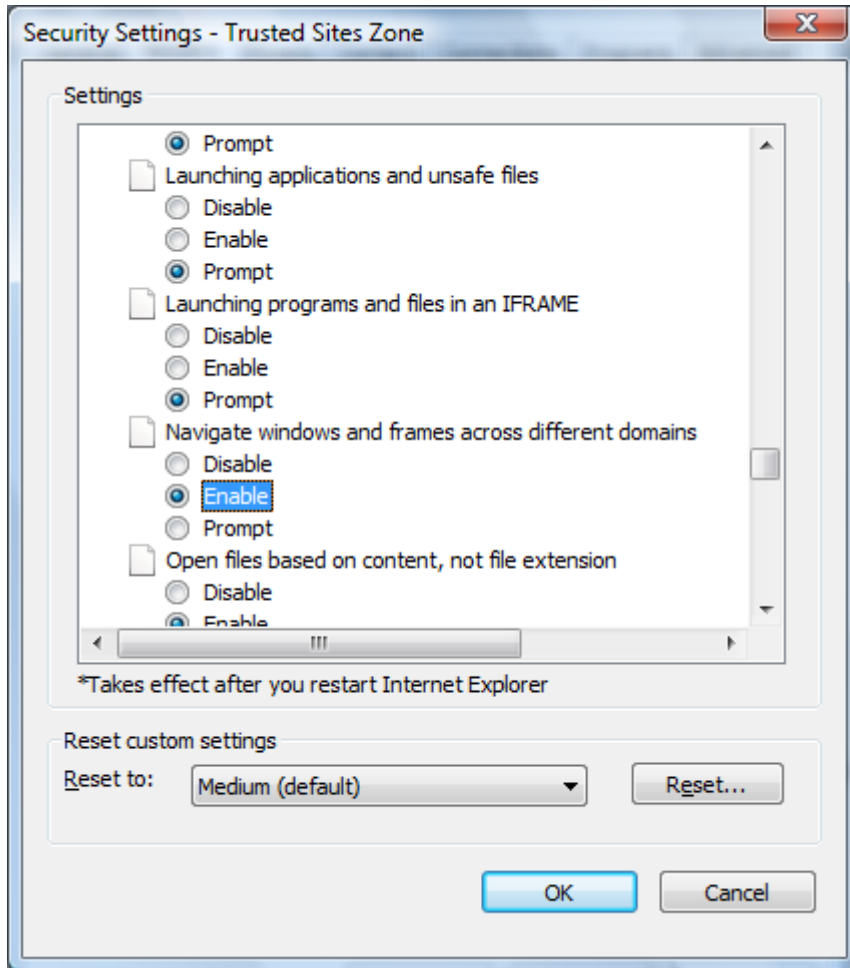 Security Settings - Trusted Sites Zone
Settings
Prompt
Launching applications and unsafe files
Disable
Enable
Prompt
Launching programs and files in an IFRAME
Disable
Enable
Prompt
Navigate windows and frames across different domains
Disable
Enable
Prompt
Open files based on content, not file extension
Disable
Enable
*Takes effect after you restart Internet Explorer
Reset custom settings
Reset to: Medium (default) Reset...
OK Cancel